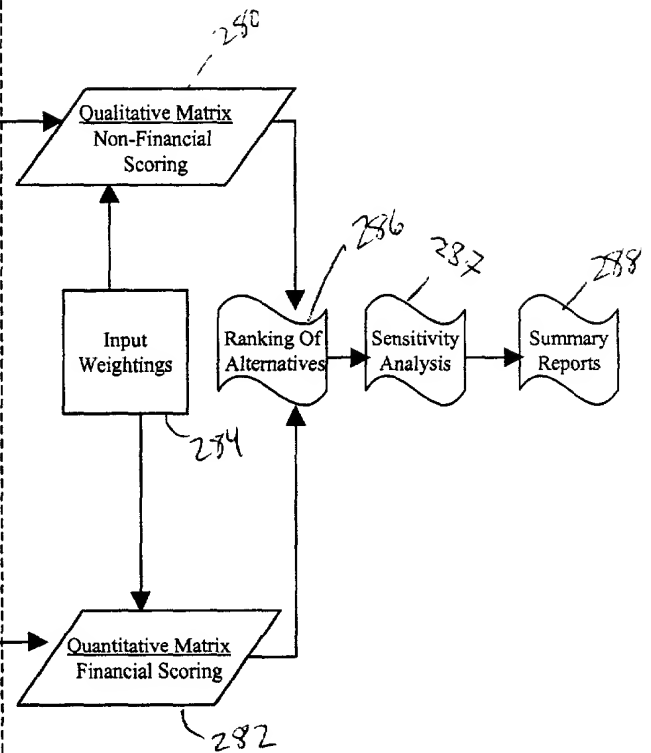 280
Qualitative Matrix
Non-Financial
Scoring
286
287
288
Input
Weightings
Ranking Of
Alternatives
Sensitivity
Analysis
Summary
Reports
284
Quantitative Matrix
Financial Scoring
282